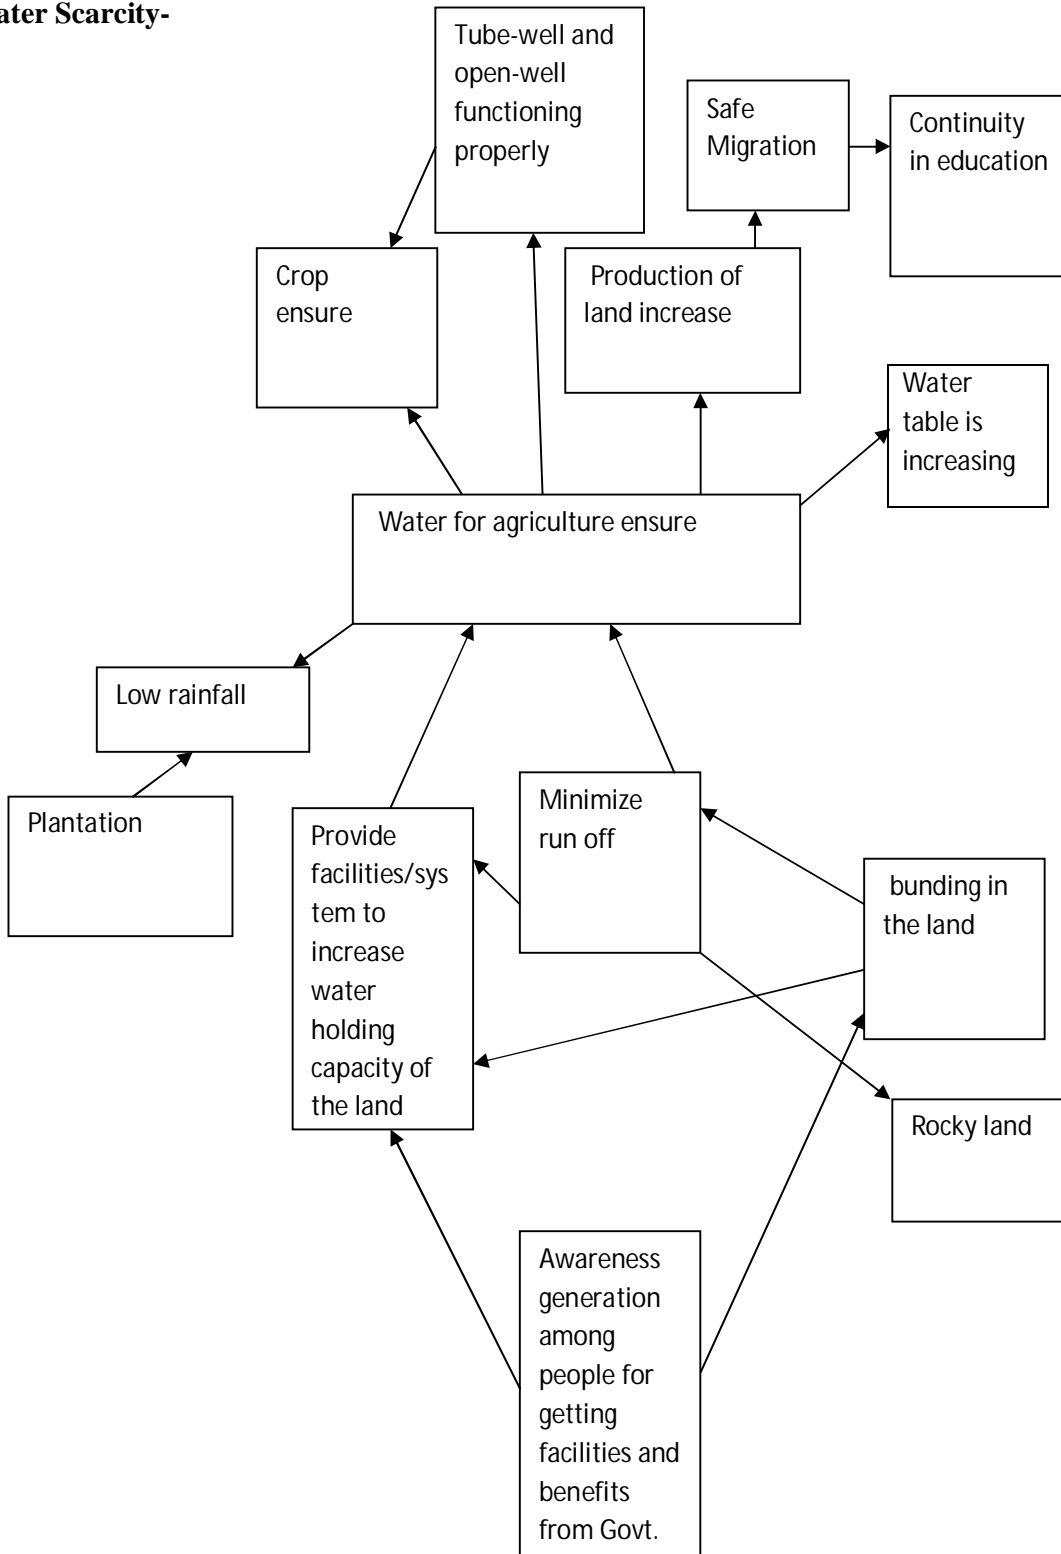 ater Scarcity-
Tube-well and
open-well
functioning
properly
Safe
Migration
Continuity
in education
Crop
ensure
Production of
land increase
Water
table is
increasing
Water for agriculture ensure
Low rainfall
Plantation
Minimize
run off
Provide
facilities/sys
tem to
increase
water
holding
capacity of
the land
bunding in
the land
Rocky land
Awareness
generation
among
people for
getting
facilities and
benefits
from Govt.